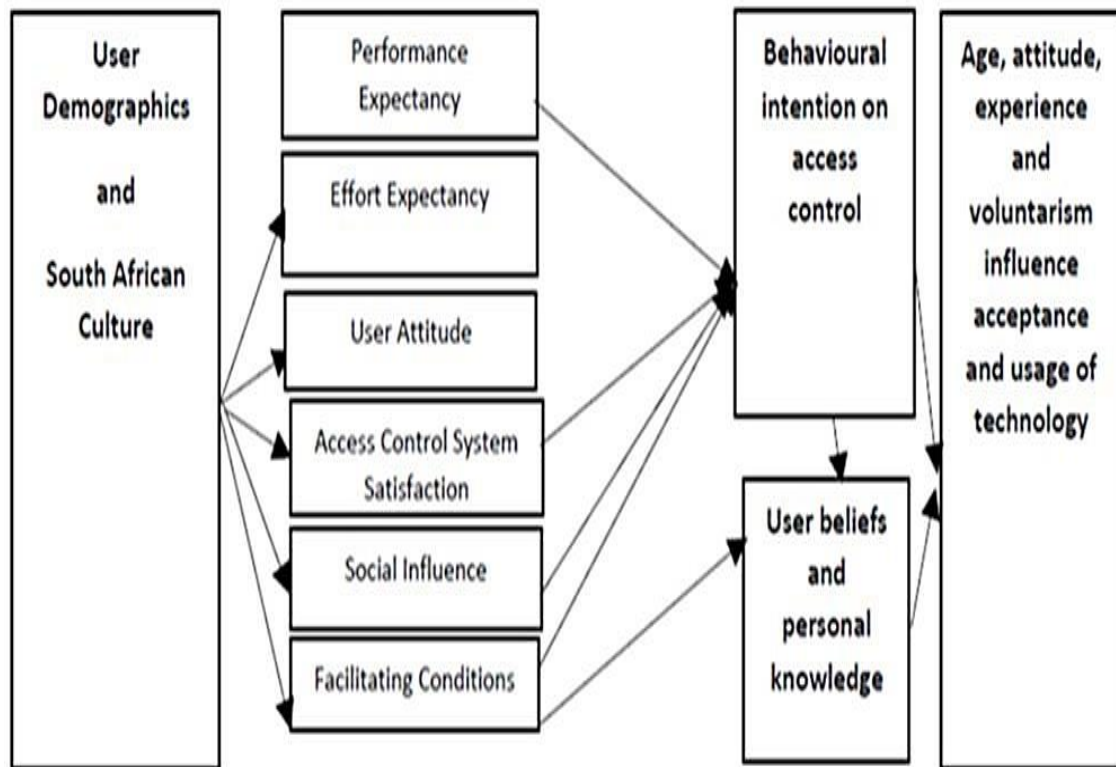 User
Demographics
and
South African
Culture
Performance
Expectancy
Effort Expectancy
User Attitude
Access Control System
Satisfaction
Social Influence
Facilitating Conditions
Behavioural
intention on
access
control
User beliefs
and
personal
knowledge
Age, attitude,
experience
and
voluntarism
influence
acceptance
and usage of
technology